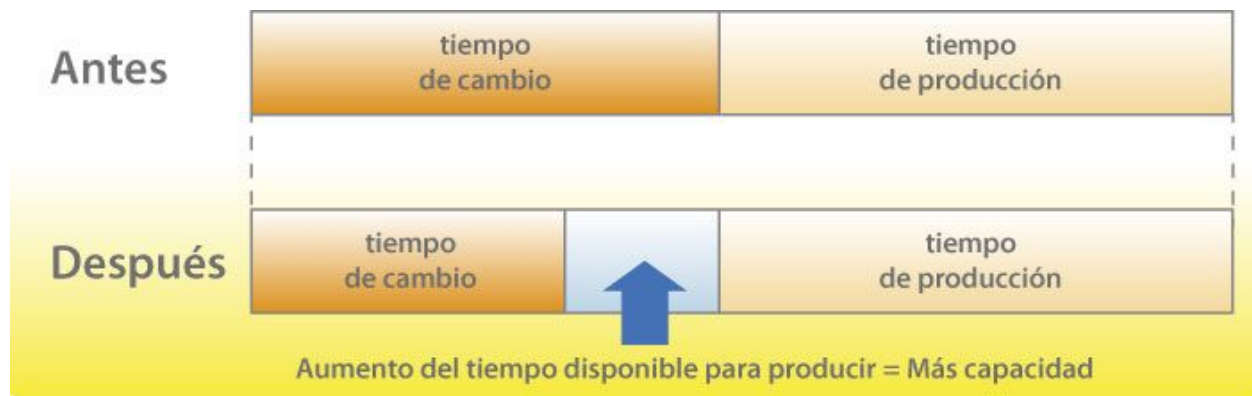 Antes
tiempo
de cambio
tiempo
de producción
Después
tiempo
de cambio
tiempo
de producción
Aumento del tiempo disponible para producir = Más capacidad